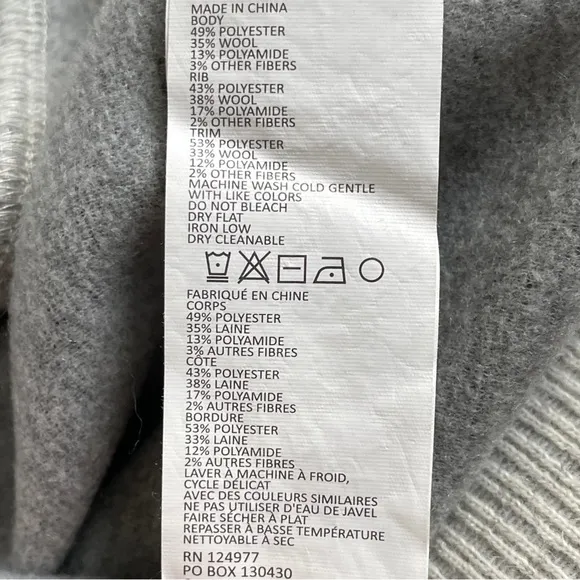 MADE IN CHINA
BODY
49% POLYESTER
35% WOOL
13% POLYAMIDE
3% OTHER FIBERS
RIB
43% POLYESTER
38% WOOL
17% POLYAMIDE
2% OTHER FIBERS
TRIM
53% POLYESTER
33% WOOL
12% POLYAMIDE
2% OTHER FIBERS
MACHINE WASH COLD GENTLE
WITH LIKE COLORS
DO NOT BLEACH
DRY FLAT
IRON LOW
DRY CLEANABLE
FABRIQUÉ EN CHINE
CORPS
49% POLYESTER
35% LAINE
13% POLYAMIDE
3% AUTRES FIBRES
CÔTE
43% POLYESTER
38% LAINE
17% POLYAMIDE
2% AUTRES FIBRES
BORDURE
53% POLYESTER
33% LAINE
12% POLYAMIDE
2% AUTRES FIBRES
LAVER À MACHINE À FROID,
CYCLE DÉLICAT
AVEC DES COULEURS SIMILAIRES
NE PAS UTILISER D'EAU DE JAVEL
FAIRE SÉCHER À PLAT
REPASSER À BASSE TEMPÉRATURE
NETTOYABLE À SEC
RN 124977
PO BOX 130430